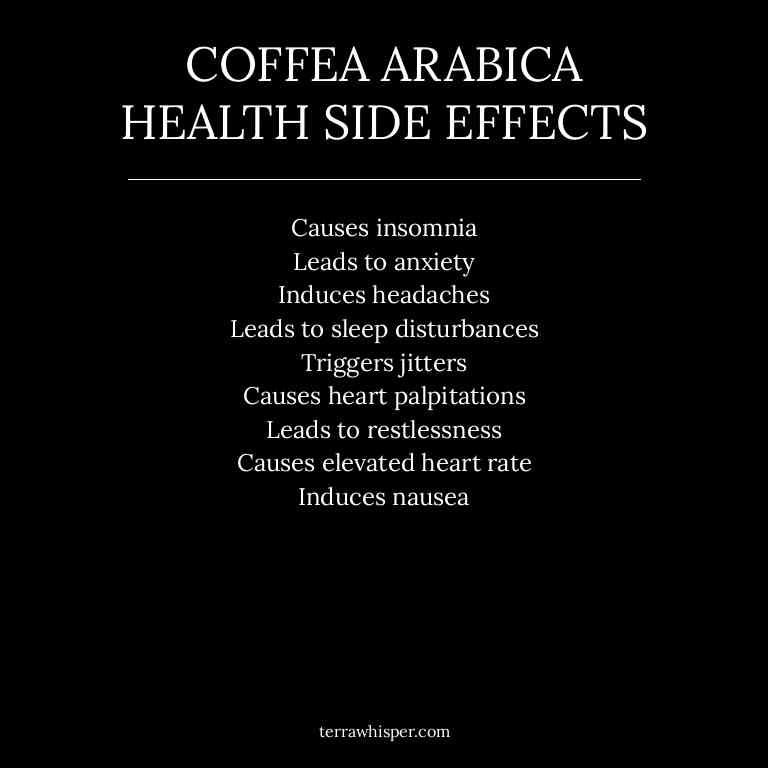 COFFEA ARABICA
HEALTH SIDE EFFECTS
Causes insomnia
Leads to anxiety
Induces headaches
Leads to sleep disturbances
Triggers jitters
Causes heart palpitations
Leads to restlessness
Causes elevated heart rate
Induces nausea
terrawhisper.com